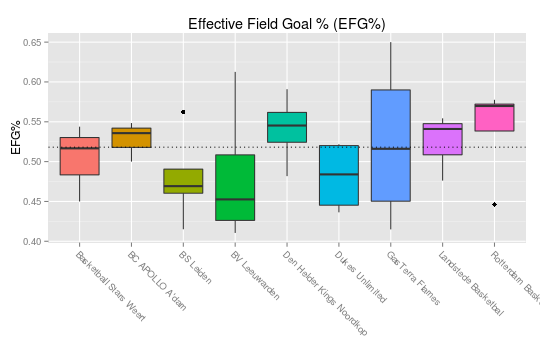 Effective Field Goal % (EFG%)
EFG%
0.65
0.60
0.55
0.50
0.45
0.40
Basketball Stars Weert
BC APOLLO A'dam
BS Leiden
BV Leeuwarden
Den Helder Kings Noordkop
Dukes Unlimited
GasTerra Flames
Landstede Basketbal
Rotterdam Bask